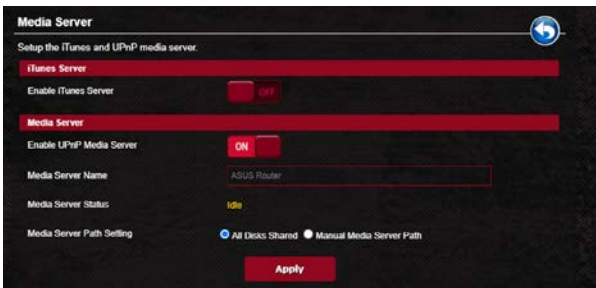 Media Server
Setup the iTunes and UPnP media server.
iTunes Server
Enable iTunes Server OFF
Media Server
Enable UPnP Media Server ON
Media Server Name ASUS Router
Media Server Status Idle
Media Server Path Setting All Disks Shared Manual Media Server Path
Apply